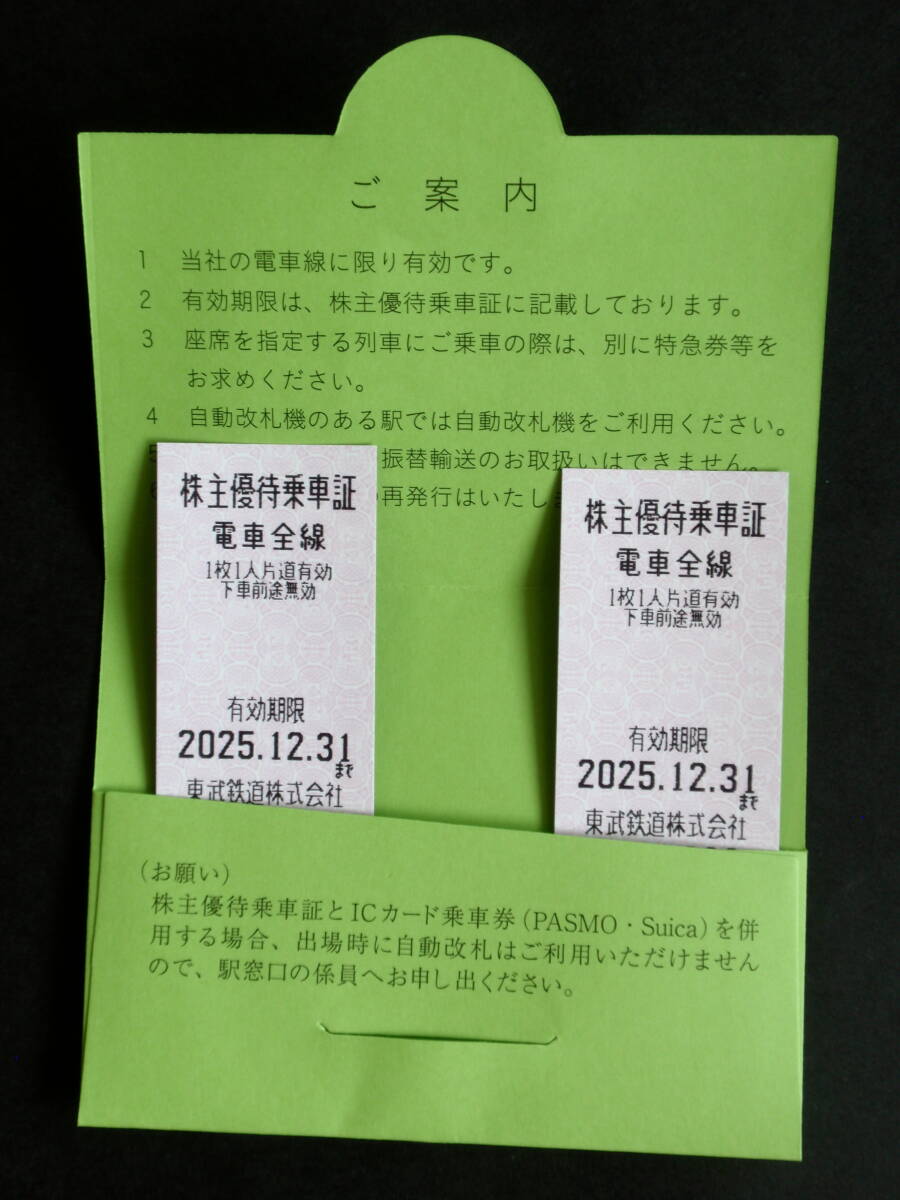 ご案内
1 当社の電車線に限り有効です。
2 有効期限は、株主優待乗車証に記載しております。
3 座席を指定する列車にご乗車の際は、別に特急券等を
お求めください。
4 自動改札機のある駅では自動改札機をご利用ください。
5 振替輸送のお取扱いはできません。
再発行はいたしま
株主優待乗車証
電車全線
1枚1人片道有効
下車前途無効
有効期限
2025.12.31
まで
東武鉄道株式会社
株主優待乗車証
電車全線
1枚1人片道有効
下車前途無効
有効期限
2025.12.31
まで
東武鉄道株式会社
(お願い)
株主優待乗車証とICカード乗車券(PASMO・Suica)を併
用する場合、出場時に自動改札はご利用いただけません
ので、駅窓口の係員へお申し出ください。